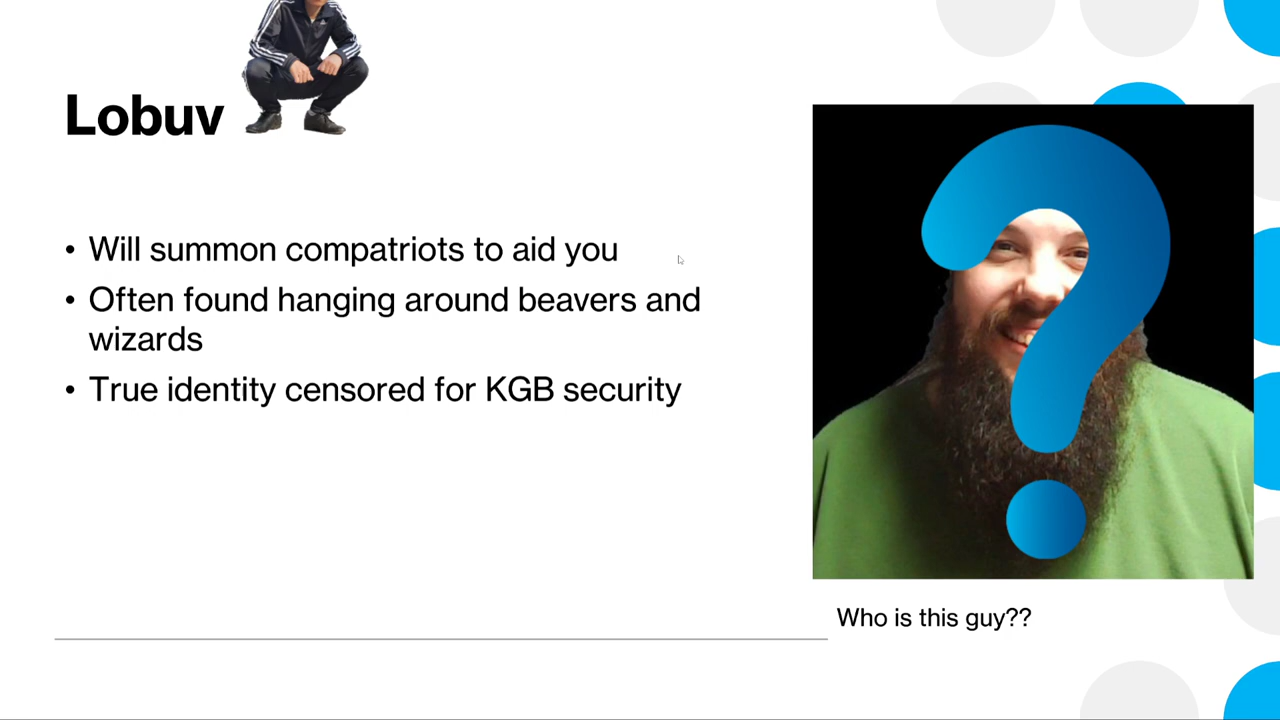 Lobuv
• Will summon compatriots to aid you
• Often found hanging around beavers and
wizards
• True identity censored for KGB security
Who is this guy??